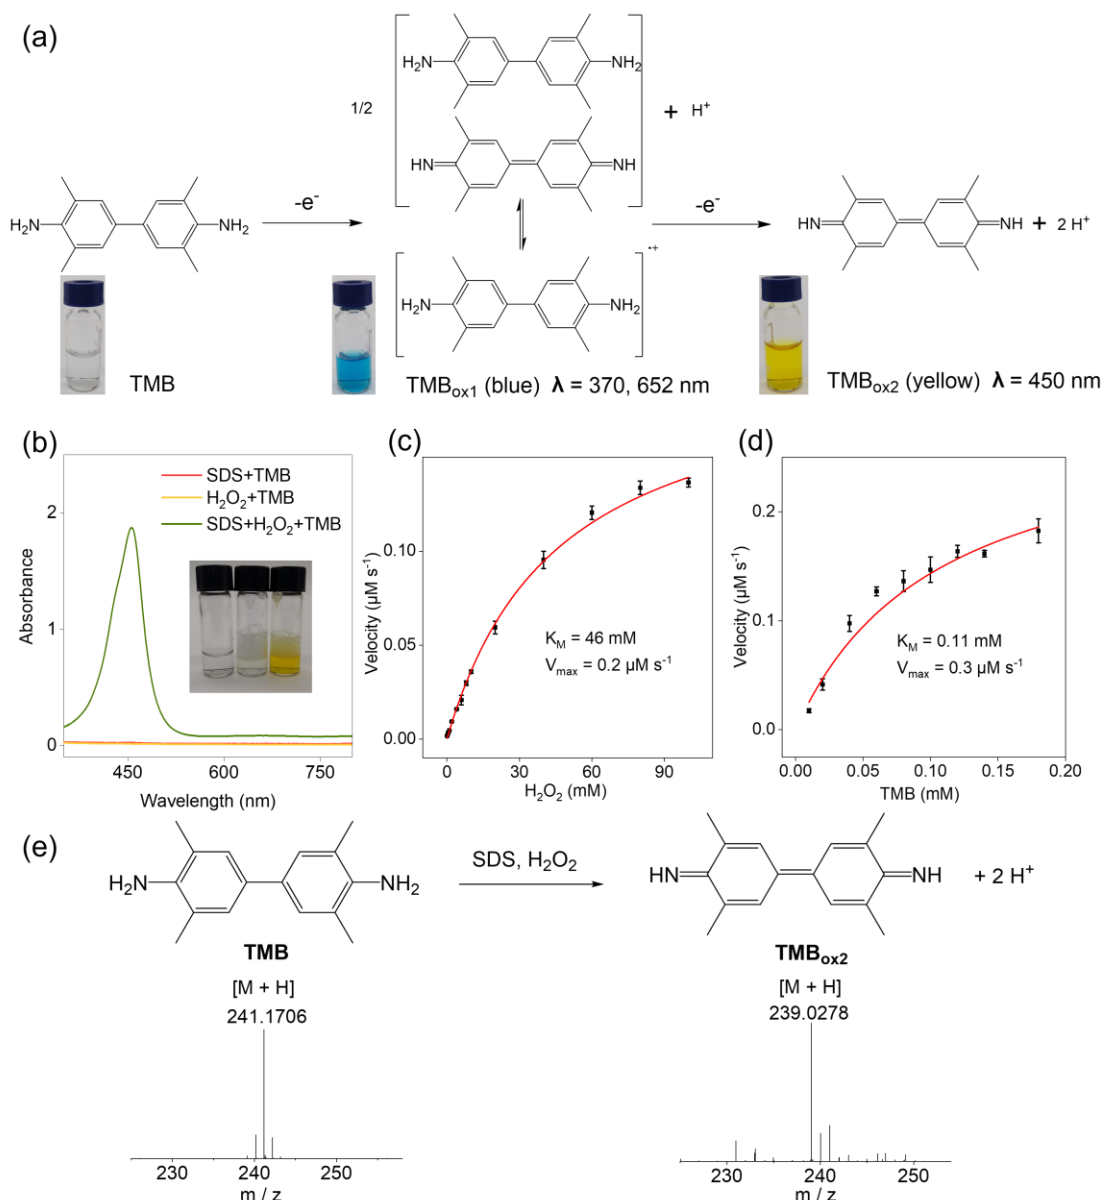 (a)
H₂N
NH₂
1/2
+ H⁺
HN
NH
H₂N
NH₂
-e⁻
-e⁻
HN
NH
+ 2 H⁺
H₂N
NH₂
·+
TMB
TMBox1 (blue) λ = 370, 652 nm
TMBox2 (yellow) λ = 450 nm
(b)
SDS+TMB
H₂O₂+TMB
SDS+H₂O₂+TMB
2
1
0
Absorbance
450
600
750
Wavelength (nm)
(c)
0.10
0.05
0.00
Velocity (µM s⁻¹)
K_M = 46 mM
V_max = 0.2 µM s⁻¹
0
30
60
90
H₂O₂ (mM)
(d)
0.2
0.1
0.0
Velocity (µM s⁻¹)
K_M = 0.11 mM
V_max = 0.3 µM s⁻¹
0.00
0.05
0.10
0.15
0.20
TMB (mM)
(e)
H₂N
NH₂
SDS, H₂O₂
HN
NH
+ 2 H⁺
TMB
TMBox2
[M + H]
241.1706
[M + H]
239.0278
230
240
250
m / z
230
240
250
m / z